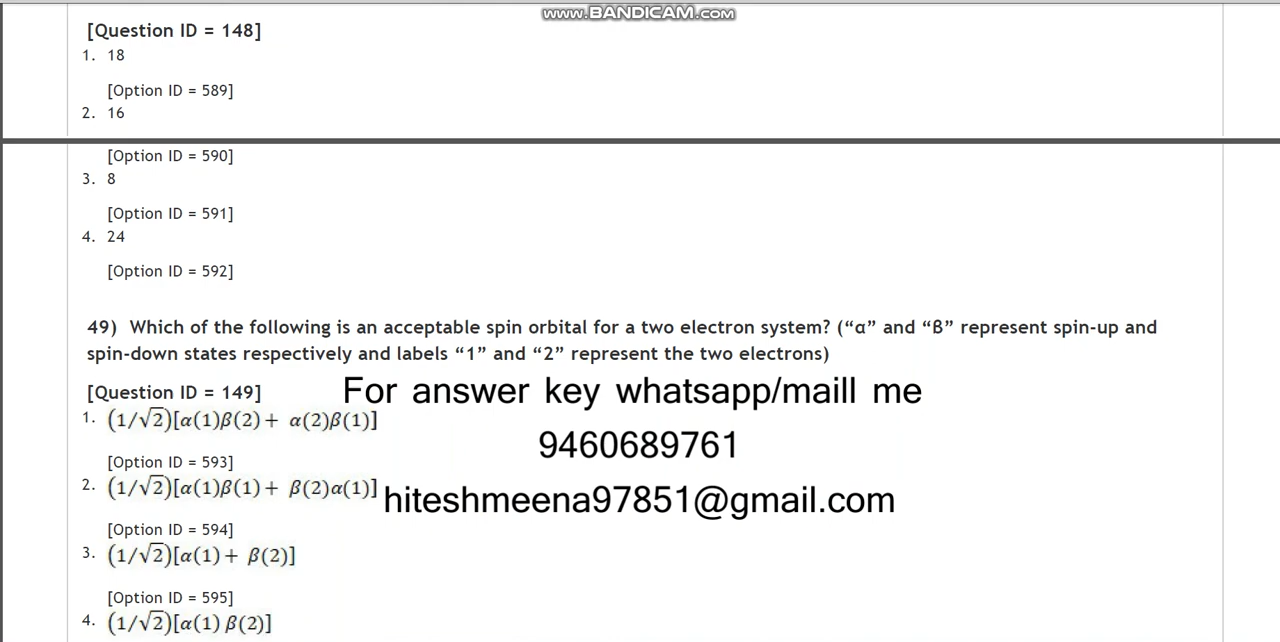 www.BANDICAM.com
[Question ID = 148]
1. 18
[Option ID = 589]
2. 16
[Option ID = 590]
3. 8
[Option ID = 591]
4. 24
[Option ID = 592]
49) Which of the following is an acceptable spin orbital for a two electron system? (“α” and “β” represent spin-up and
spin-down states respectively and labels “1” and “2” represent the two electrons)
[Question ID = 149]
For answer key whatsapp/maill me
1. (1/√2)[α(1)β(2) + α(2)β(1)]
9460689761
[Option ID = 593]
2. (1/√2)[α(1)β(1) + β(2)α(1)]
hiteshmeena97851@gmail.com
[Option ID = 594]
3. (1/√2)[α(1) + β(2)]
[Option ID = 595]
4. (1/√2)[α(1) β(2)]